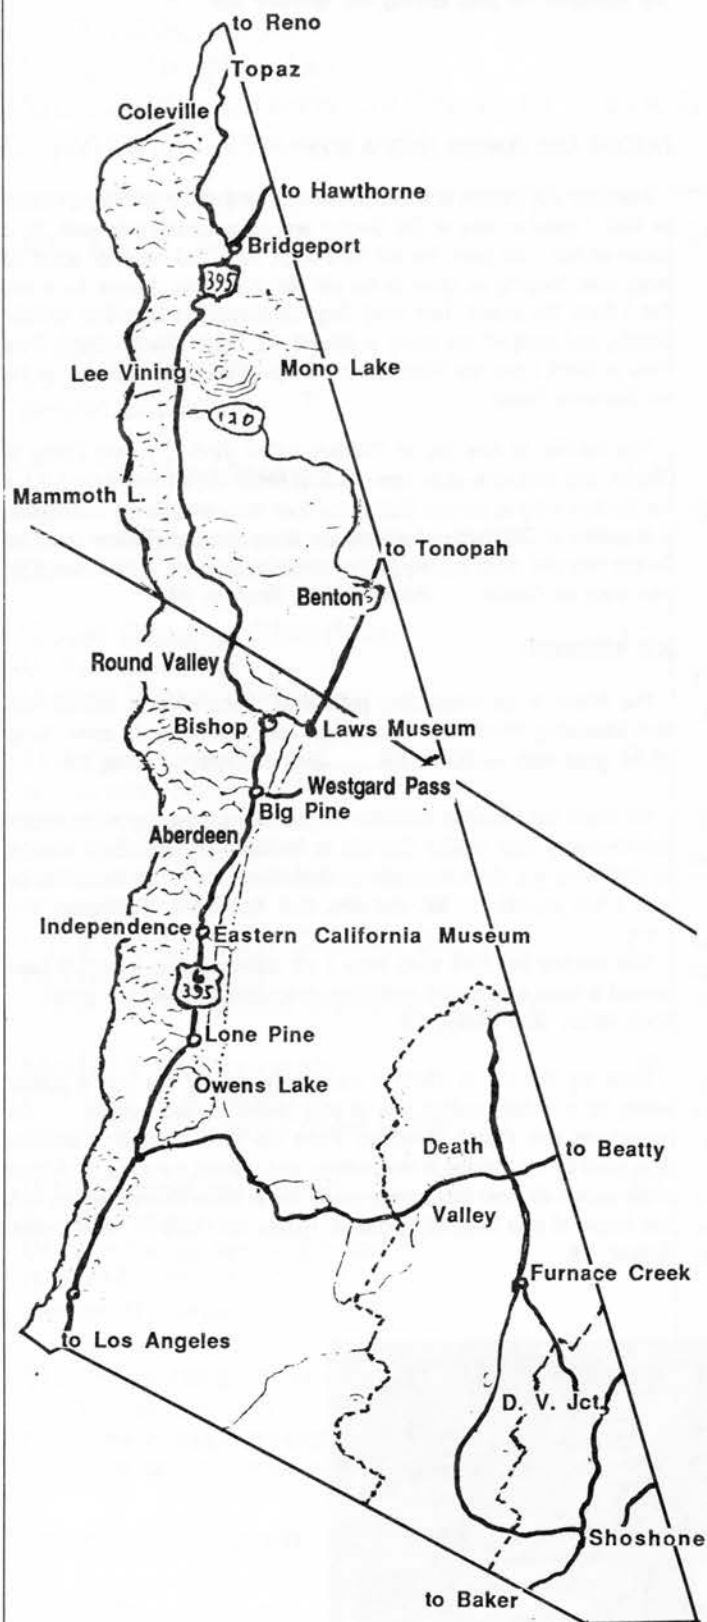 to Reno
Topaz
Coleville
to Hawthorne
Bridgeport
395
Lee Vining
Mono Lake
120
Mammoth L.
to Tonopah
Benton
Round Valley
Bishop
Laws Museum
Westgard Pass
Big Pine
Aberdeen
Independence
Eastern California Museum
6
395
Lone Pine
Owens Lake
Death
to Beatty
Valley
Furnace Creek
to Los Angeles
D. V. Jct.
Shoshone
to Baker